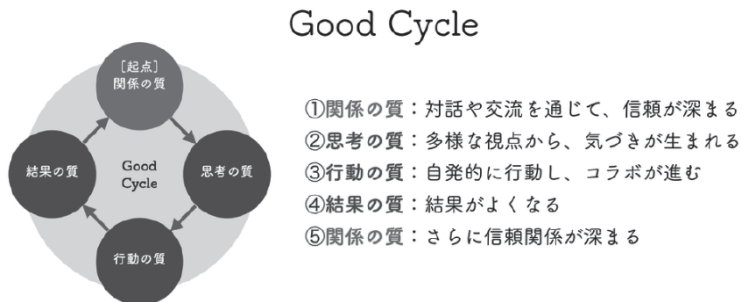 Good Cycle
［起点］
関係の質
思考の質
行動の質
結果の質
Good
Cycle
①関係の質：対話や交流を通じて、信頼が深まる
②思考の質：多様な視点から、気づきが生まれる
③行動の質：自発的に行動し、コラボが進む
④結果の質：結果がよくなる
⑤関係の質：さらに信頼関係が深まる